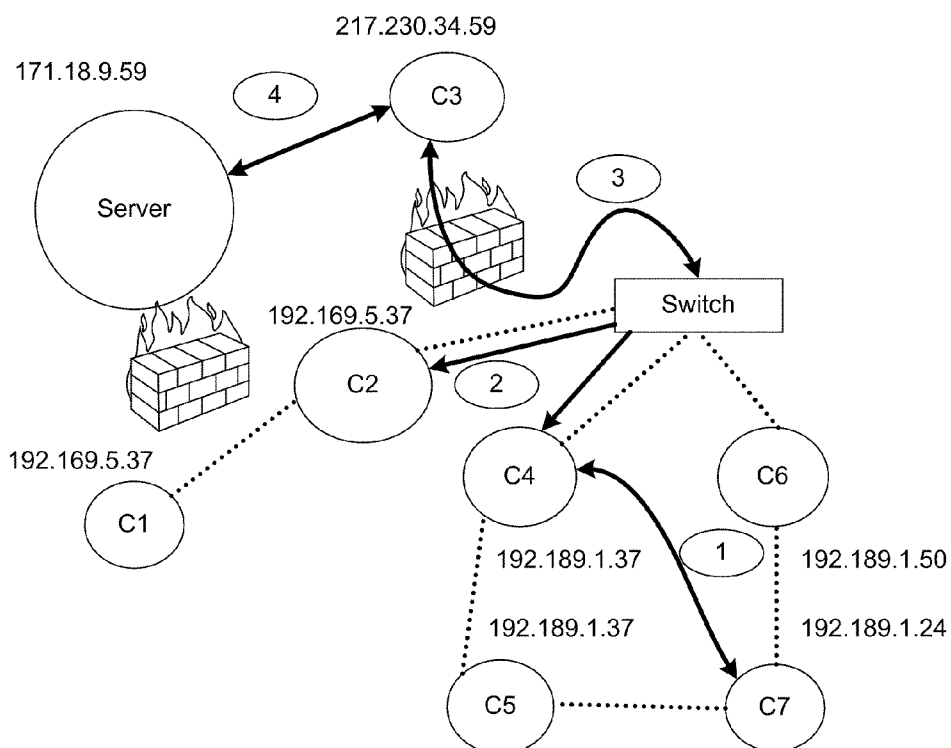 217.230.34.59
171.18.9.59
4
C3
3
Server
Switch
192.169.5.37
C2
2
192.169.5.37
C4
C6
C1
1
192.189.1.37
192.189.1.50
192.189.1.37
192.189.1.24
C5
C7